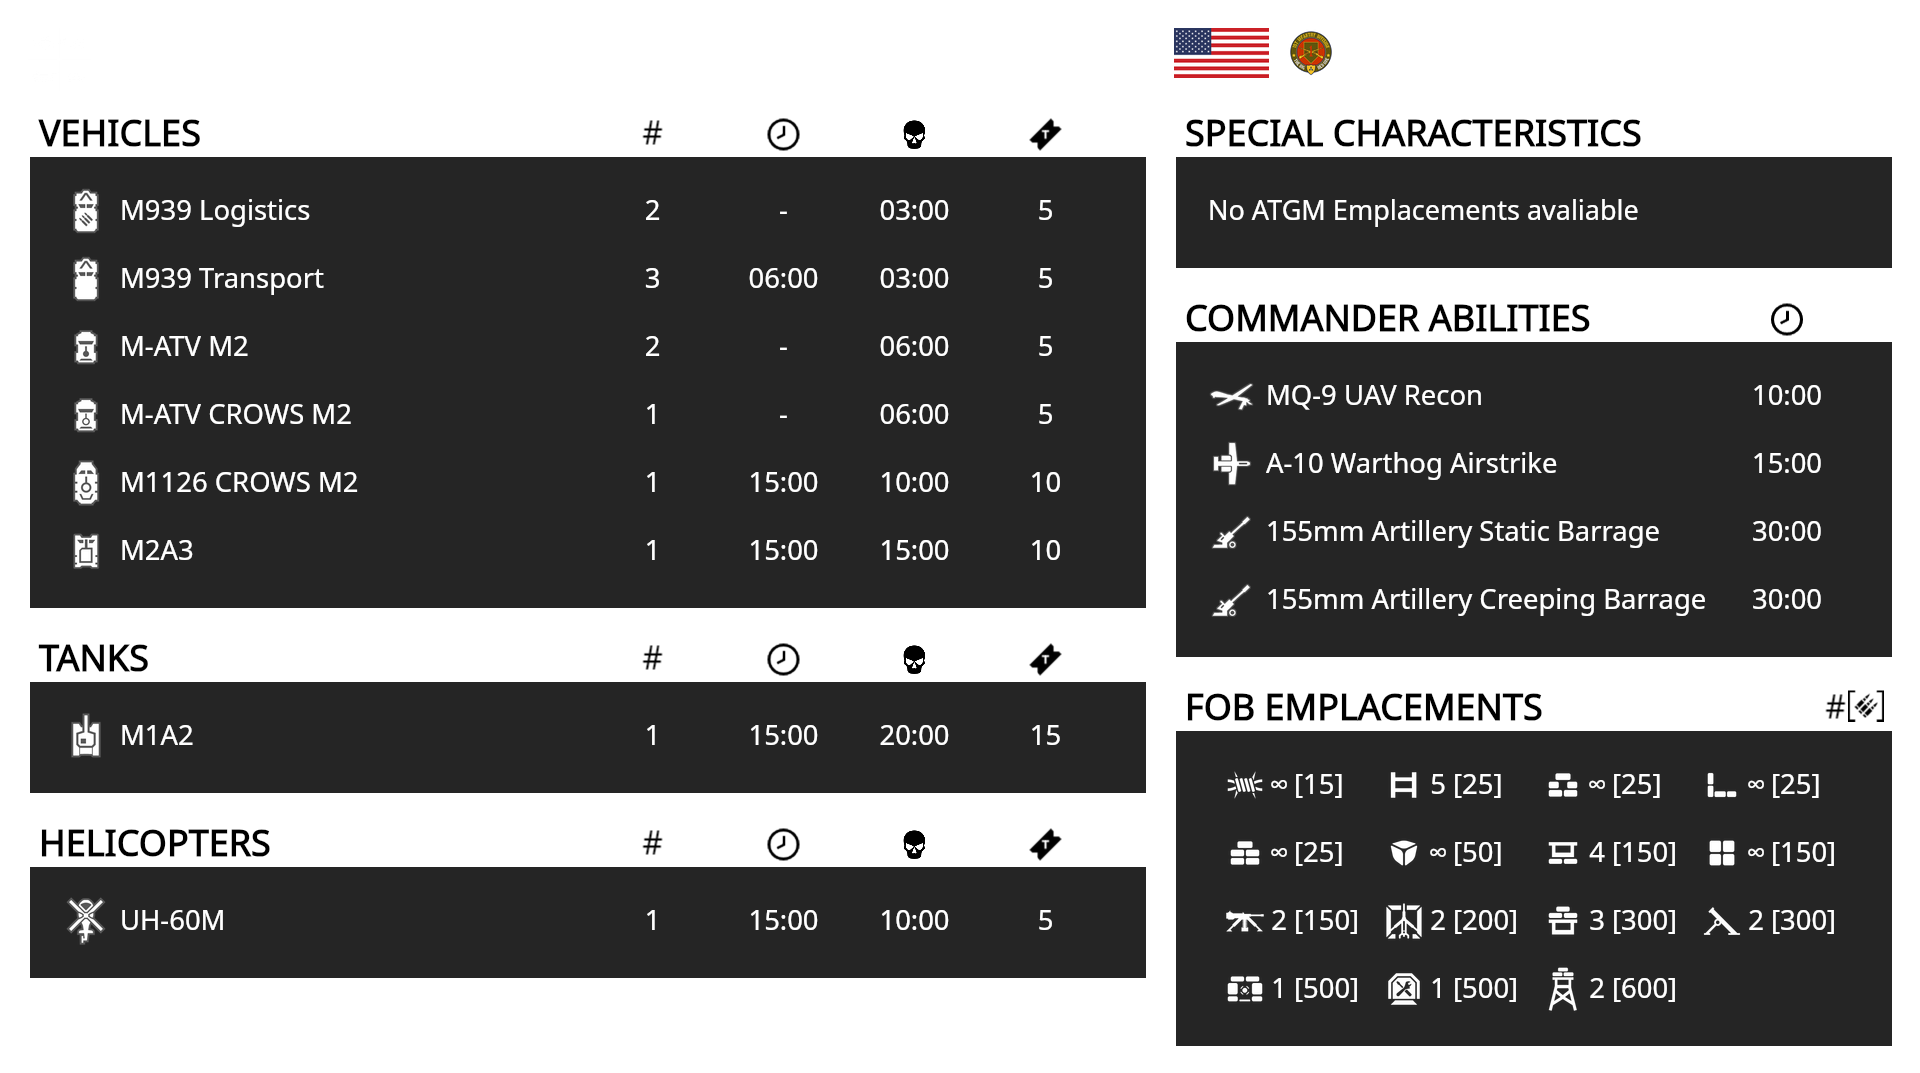 VEHICLES #
M939 Logistics 2 - 03:00 5
M939 Transport 3 06:00 03:00 5
M-ATV M2 2 - 06:00 5
M-ATV CROWS M2 1 - 06:00 5
M1126 CROWS M2 1 15:00 10:00 10
M2A3 1 15:00 15:00 10
TANKS #
M1A2 1 15:00 20:00 15
HELICOPTERS #
UH-60M 1 15:00 10:00 5
SPECIAL CHARACTERISTICS
No ATGM Emplacements avaliable
COMMANDER ABILITIES
MQ-9 UAV Recon 10:00
A-10 Warthog Airstrike 15:00
155mm Artillery Static Barrage 30:00
155mm Artillery Creeping Barrage 30:00
FOB EMPLACEMENTS #[ ]
∞ [15] 5 [25] ∞ [25] ∞ [25]
∞ [25] ∞ [50] 4 [150] ∞ [150]
2 [150] 2 [200] 3 [300] 2 [300]
1 [500] 1 [500] 2 [600]